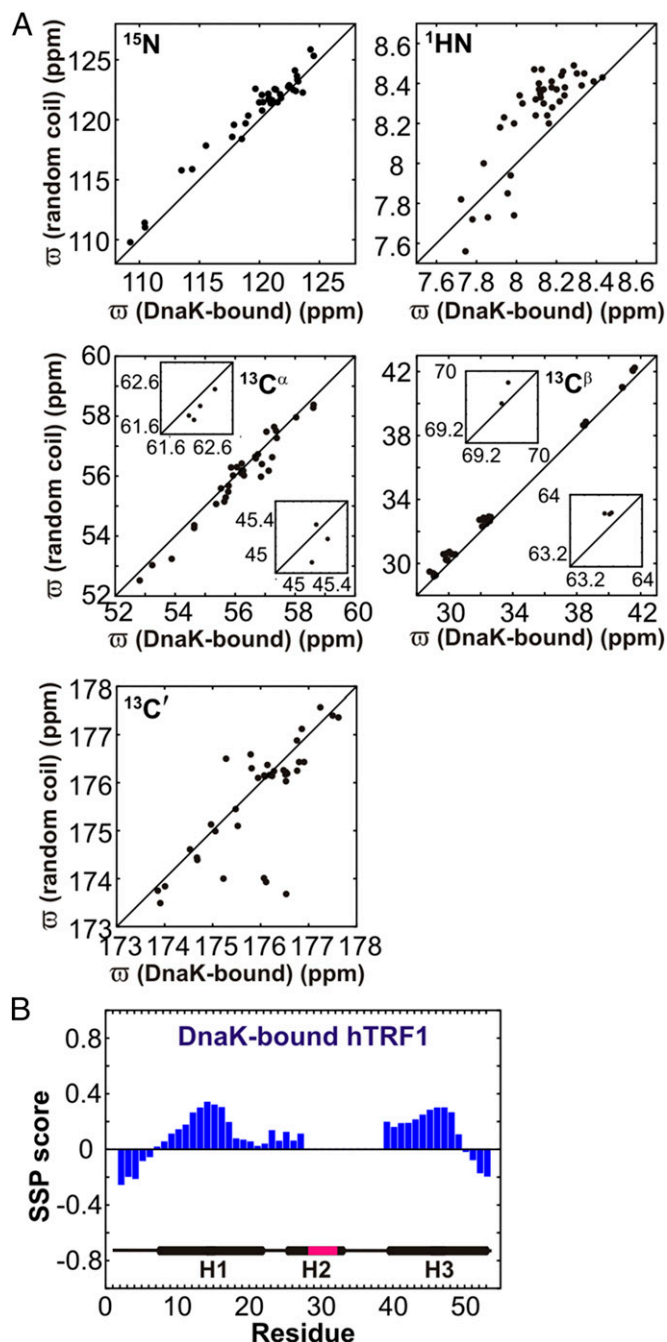 A
15N
ϖ (random coil) (ppm)
125
120
115
110
110 115 120 125
ϖ (DnaK-bound) (ppm)
1HN
ϖ (random coil) (ppm)
8.6
8.4
8.2
8
7.8
7.6
7.6 7.8 8 8.2 8.4 8.6
ϖ (DnaK-bound) (ppm)
13Cα
ϖ (random coil) (ppm)
60
58
56
54
52
52 54 56 58 60
62.6
61.6
61.6 62.6
45.4
45
45 45.4
ϖ (DnaK-bound) (ppm)
13Cβ
ϖ (random coil) (ppm)
42
38
34
30
30 34 38 42
70
69.2
69.2 70
64
63.2
63.2 64
ϖ (DnaK-bound) (ppm)
13C′
ϖ (random coil) (ppm)
178
177
176
175
174
173
173 174 175 176 177 178
ϖ (DnaK-bound) (ppm)
B
DnaK-bound hTRF1
SSP score
0.8
0.4
0
-0.4
-0.8
H1 H2 H3
0 10 20 30 40 50
Residue